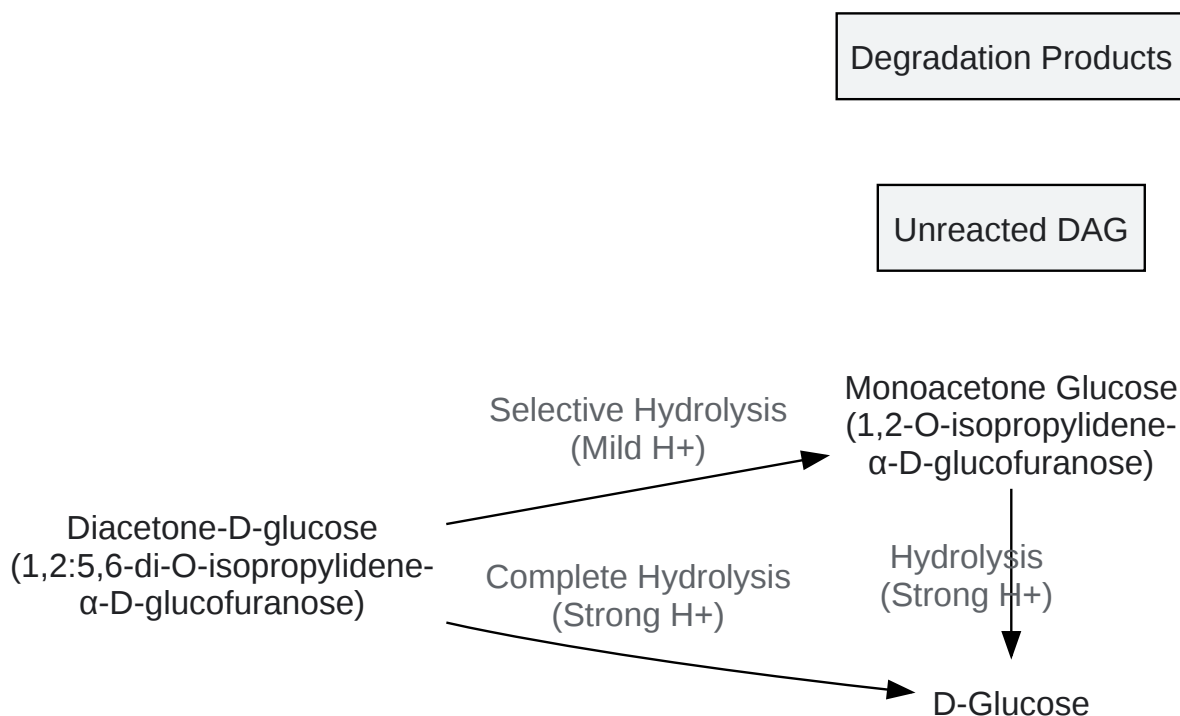 Degradation Products
Unreacted DAG
Monoacetone Glucose
(1,2-O-isopropylidene-
α-D-glucofuranose)
Selective Hydrolysis
(Mild H+)
Diacetone-D-glucose
(1,2:5,6-di-O-isopropylidene-
α-D-glucofuranose)
Complete Hydrolysis
(Strong H+)
Hydrolysis
(Strong H+)
D-Glucose